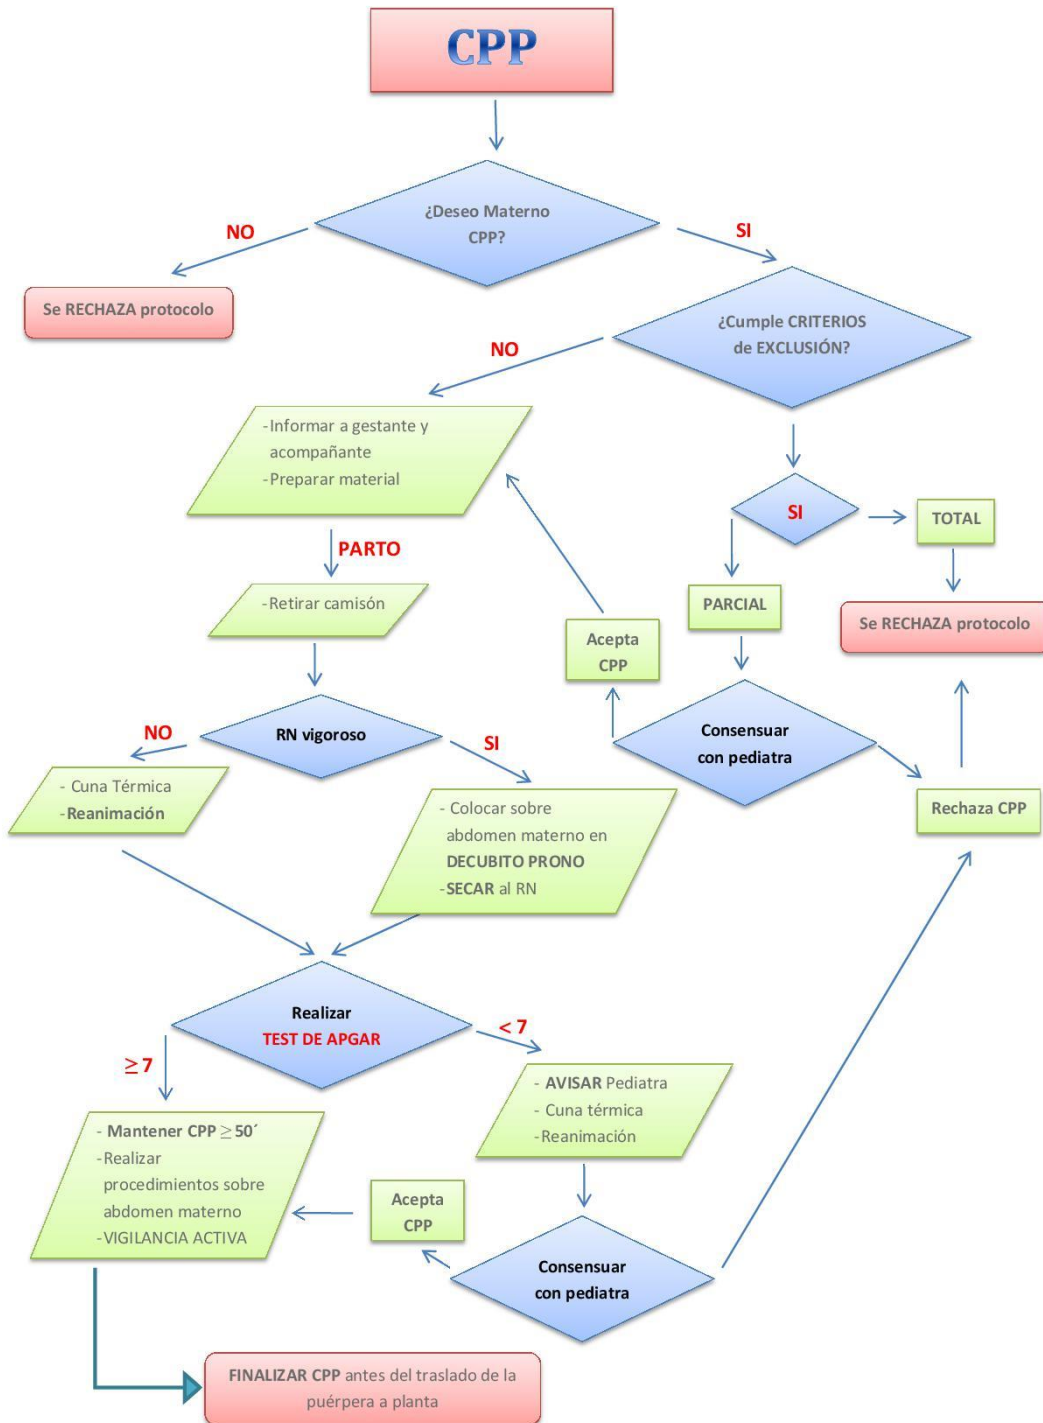 CPP
¿Deseo Materno
CPP?
NO
SI
Se RECHAZA protocolo
¿Cumple CRITERIOS
de EXCLUSIÓN?
NO
-Informar a gestante y
acompañante
-Preparar material
SI
TOTAL
PARTO
-Retirar camisón
PARCIAL
Se RECHAZA protocolo
Acepta
CPP
NO
RN vigoroso
SI
Consensuar
con pediatra
- Cuna Térmica
-Reanimación
- Colocar sobre
abdomen materno en
DECUBITO PRONO
-SECAR al RN
Rechaza CPP
Realizar
TEST DE APGAR
≥ 7
< 7
- AVISAR Pediatra
- Cuna térmica
-Reanimación
- Mantener CPP ≥ 50´
-Realizar
procedimientos sobre
abdomen materno
-VIGILANCIA ACTIVA
Acepta
CPP
Consensuar
con pediatra
FINALIZAR CPP antes del traslado de la
puérpera a planta